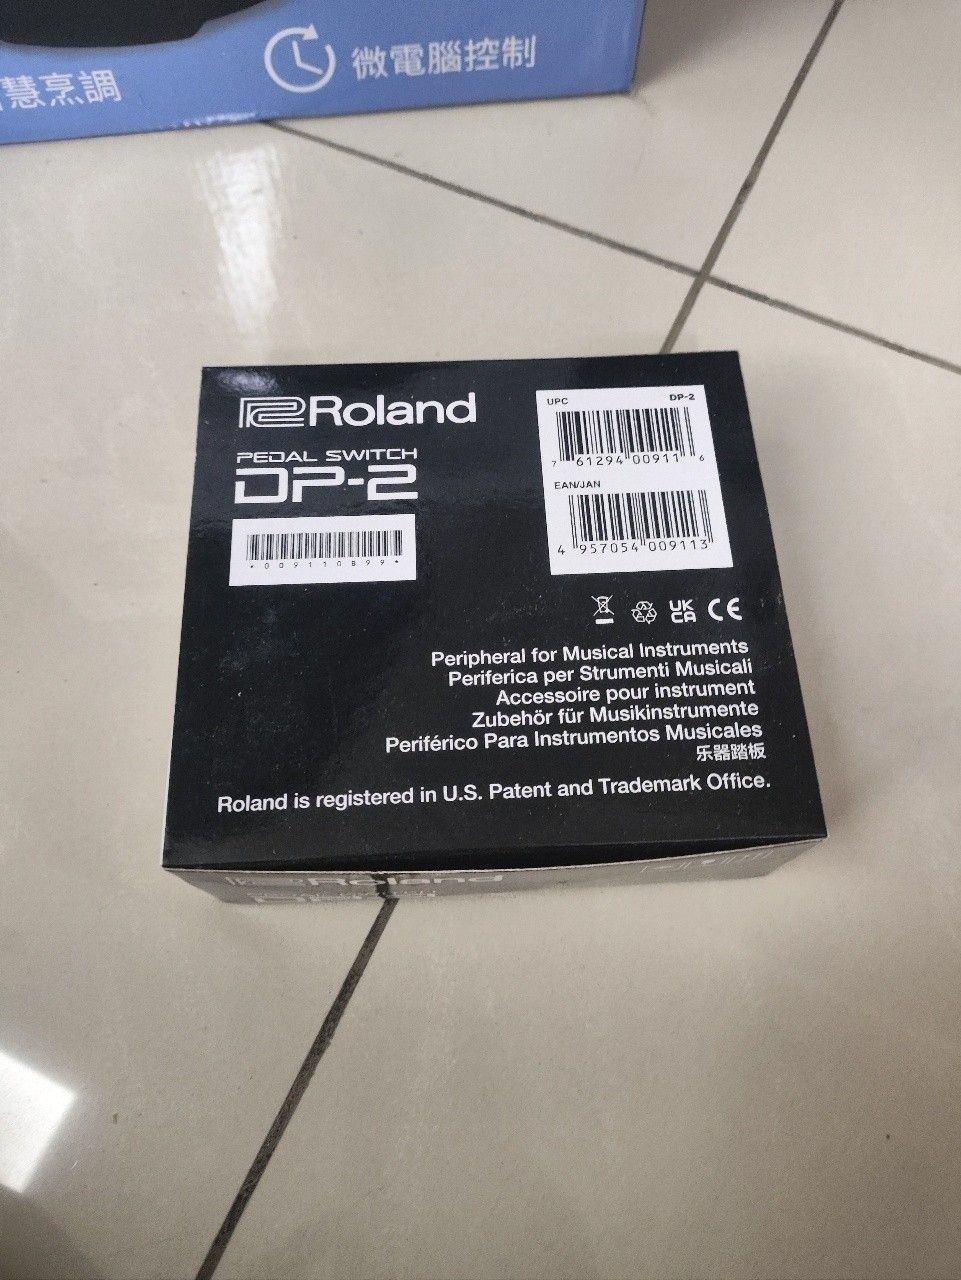 慧烹調
微電腦控制
Roland
PEDAL SWITCH
DP-2
*009110899*
UPC DP-2
7 61294 00911 6
EAN/JAN
4 957054 009113
UK
CA
CE
Peripheral for Musical Instruments
Periferica per Strumenti Musicali
Accessoire pour instrument
Zubehör für Musikinstrumente
Periférico Para Instrumentos Musicales
乐器踏板
Roland is registered in U.S. Patent and Trademark Office.
Roland